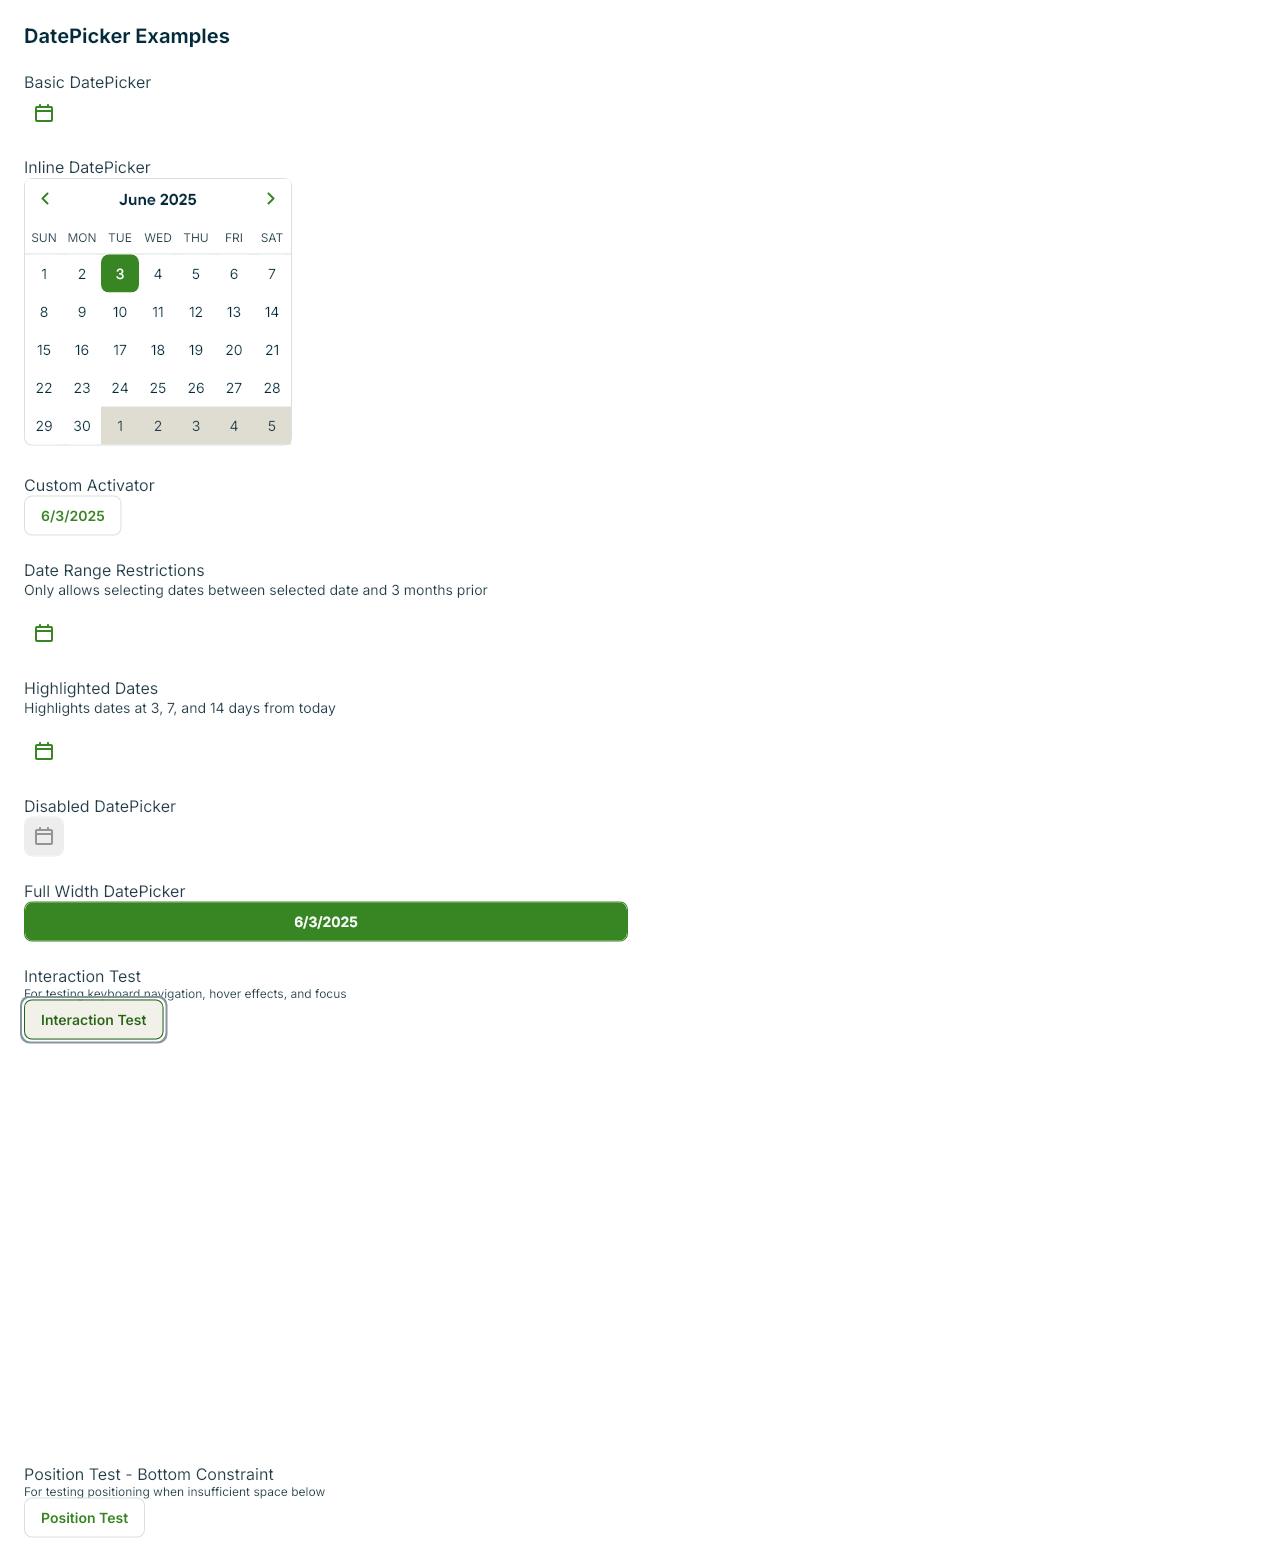 DatePicker Examples
Basic DatePicker
Inline DatePicker
June 2025
SUN MON TUE WED THU FRI SAT
1 2 3 4 5 6 7
8 9 10 11 12 13 14
15 16 17 18 19 20 21
22 23 24 25 26 27 28
29 30 1 2 3 4 5
Custom Activator
6/3/2025
Date Range Restrictions
Only allows selecting dates between selected date and 3 months prior
Highlighted Dates
Highlights dates at 3, 7, and 14 days from today
Disabled DatePicker
Full Width DatePicker
6/3/2025
Interaction Test
For testing keyboard navigation, hover effects, and focus
Interaction Test
Position Test - Bottom Constraint
For testing positioning when insufficient space below
Position Test